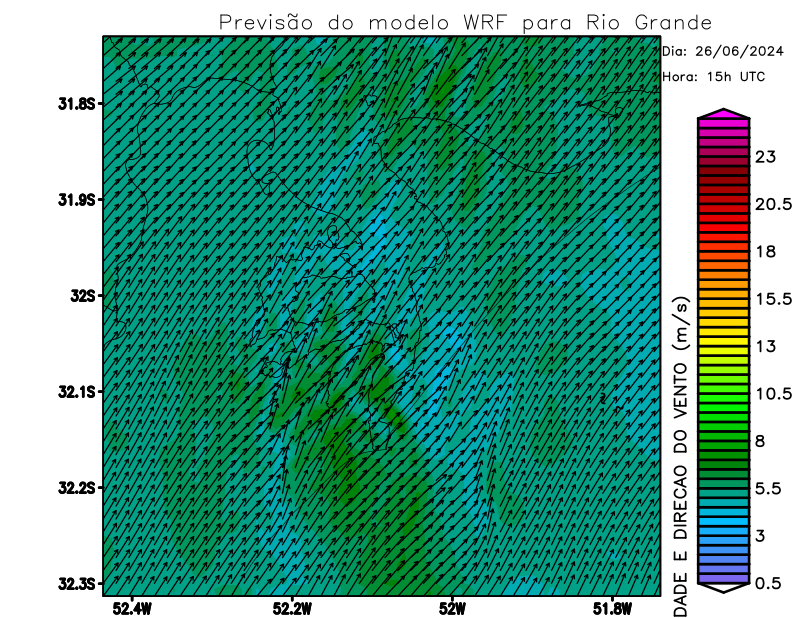 Previsão do modelo WRF para Rio Grande
Dia: 26/06/2024
Hora: 15h UTC
31.8S
31.9S
32S
32.1S
32.2S
32.3S
52.4W
52.2W
52W
51.8W
23
20.5
18
15.5
13
10.5
8
5.5
3
0.5
DADE E DIRECAO DO VENTO (m/s)